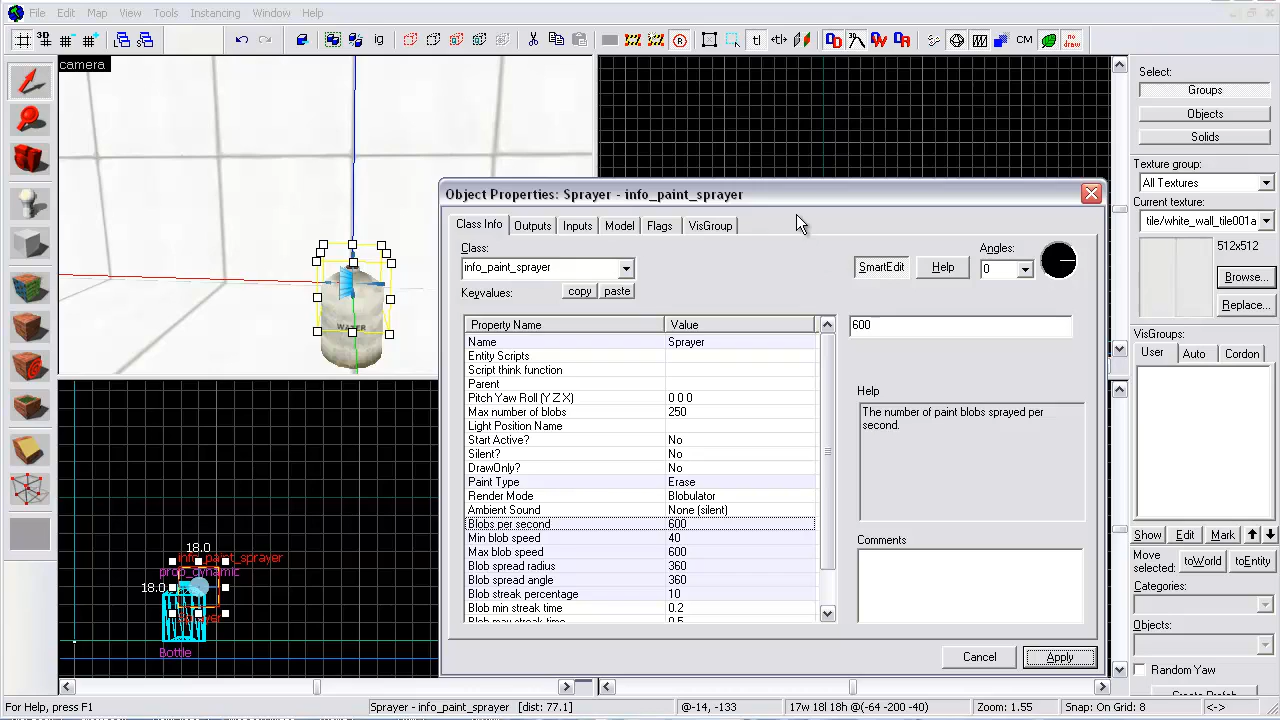 File Edit Map View Tools Instancing Window Help
3D
ig
tl
CM
no draw
camera
WATER
Object Properties: Sprayer - info_paint_sprayer
Class Info Outputs Inputs Model Flags VisGroup
Class:
info_paint_sprayer
SmartEdit Help
Angles:
0
Keyvalues: copy paste
Property Name Value
Name Sprayer
Entity Scripts
Script think function
Parent
Pitch Yaw Roll (Y Z X) 0 0 0
Max number of blobs 250
Light Position Name
Start Active? No
Silent? No
DrawOnly? No
Paint Type Erase
Render Mode Blobulator
Ambient Sound None (silent)
Blobs per second 600
Min blob speed 40
Max blob speed
Blob spread radius
Blob spread angle 360
Blob streak percentage 10
Blob min streak time 0.2
600
Help
The number of paint blobs sprayed per
second.
Comments
Cancel Apply
18.0
info_paint_sprayer
prop_dynamic
18.0
Sprayer
Bottle
Select:
Groups
Objects
Solids
Texture group:
All Textures
Current texture:
tile/white_wall_tile001a
512x512
Browse...
Replace...
VisGroups:
User Auto Cordon
Show Edit Mark
Selected: toWorld toEntity
Categories:
Objects:
Random Yaw
Create Prefab
For Help, press F1
Sprayer - info_paint_sprayer [dist: 77.1]
17w 18l 18h @(-64 -200 -40)
Zoom: 1.55
Snap: On Grid: 8
<->